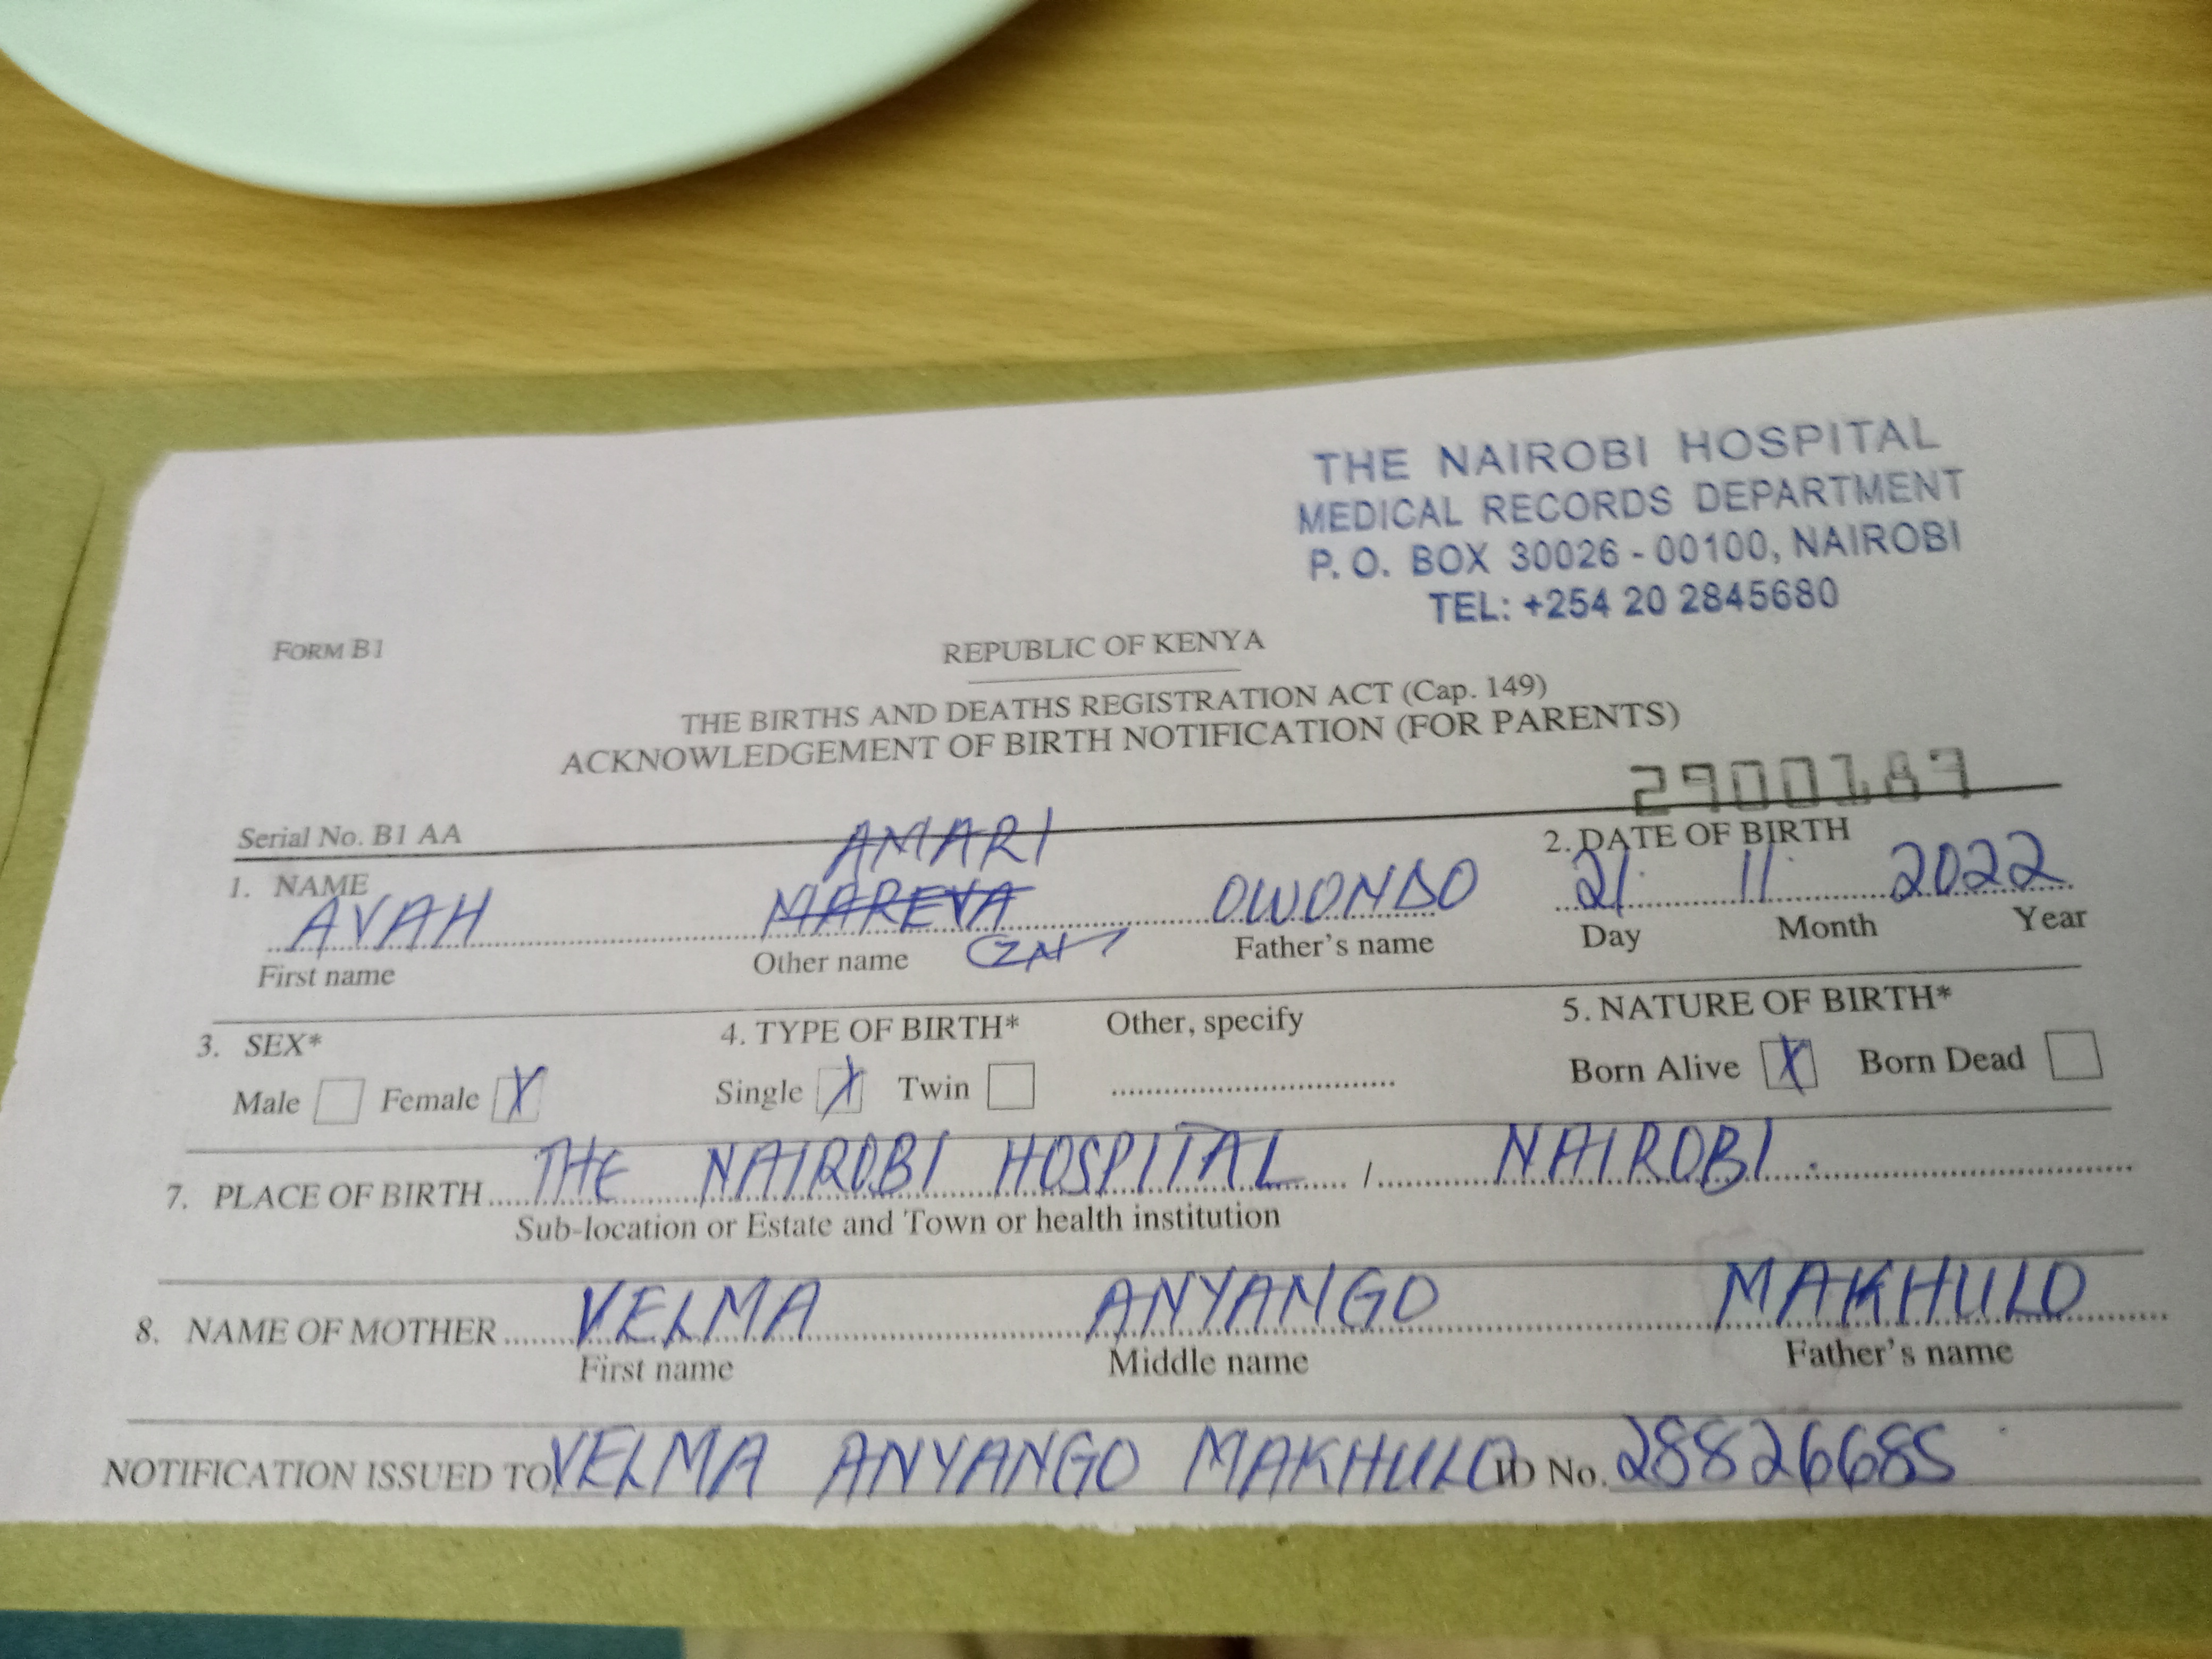 THE NAIROBI HOSPITAL
MEDICAL RECORDS DEPARTMENT
P. O. BOX 30026 - 00100, NAIROBI
TEL: +254 20 2845680
FORM B1
REPUBLIC OF KENYA
THE BIRTHS AND DEATHS REGISTRATION ACT (Cap. 149)
ACKNOWLEDGEMENT OF BIRTH NOTIFICATION (FOR PARENTS)
Serial No. B1 AA 2900187
1. NAME 2. DATE OF BIRTH
AMARI
AVAH MAREVA OWONDO 21 11 2022
First name Other name Father's name Day Month Year
3. SEX* 4. TYPE OF BIRTH* Other, specify 5. NATURE OF BIRTH*
Male Female X Single X Twin Born Alive X Born Dead
7. PLACE OF BIRTH THE NAIROBI HOSPITAL / NAIROBI
Sub-location or Estate and Town or health institution
8. NAME OF MOTHER VELMA ANYANGO MAKHULO
First name Middle name Father's name
NOTIFICATION ISSUED TO VELMA ANYANGO MAKHULO ID No. 28826685